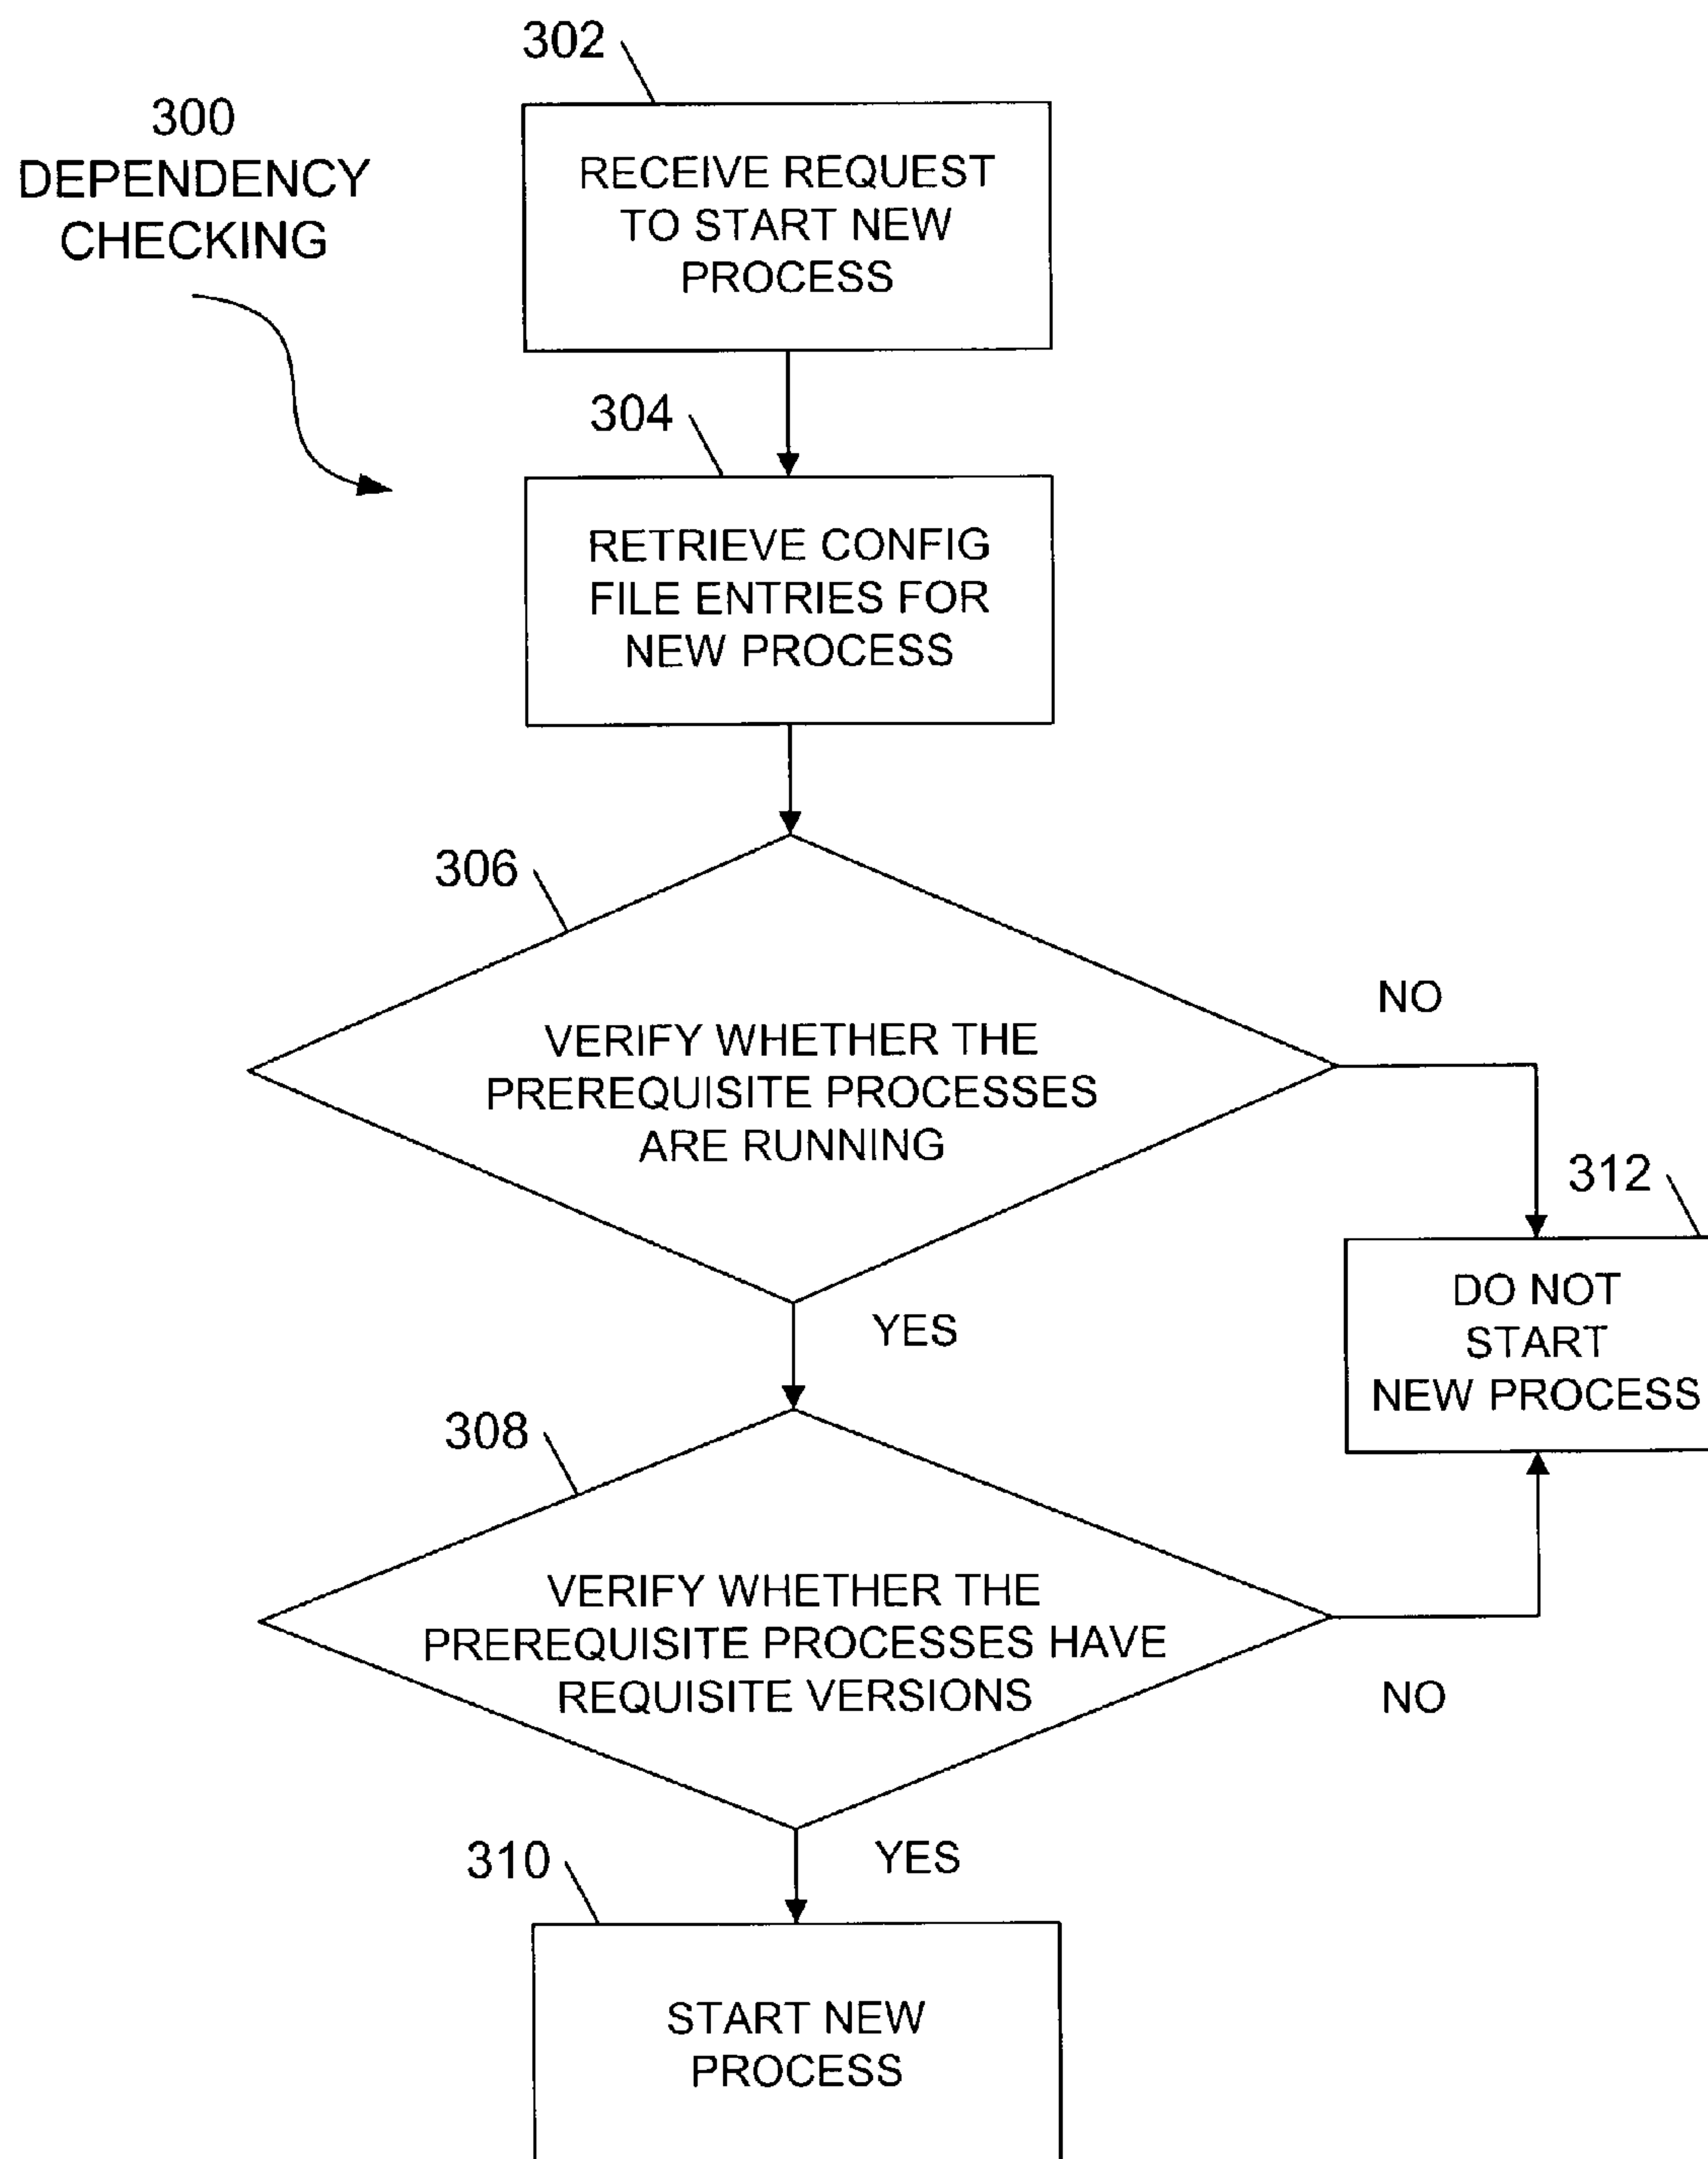 302
300
DEPENDENCY
CHECKING
RECEIVE REQUEST
TO START NEW
PROCESS
304
RETRIEVE CONFIG
FILE ENTRIES FOR
NEW PROCESS
306
NO
VERIFY WHETHER THE
PREREQUISITE PROCESSES
ARE RUNNING
312
DO NOT
START
NEW PROCESS
YES
308
VERIFY WHETHER THE
PREREQUISITE PROCESSES HAVE
REQUISITE VERSIONS
NO
310
YES
START NEW
PROCESS